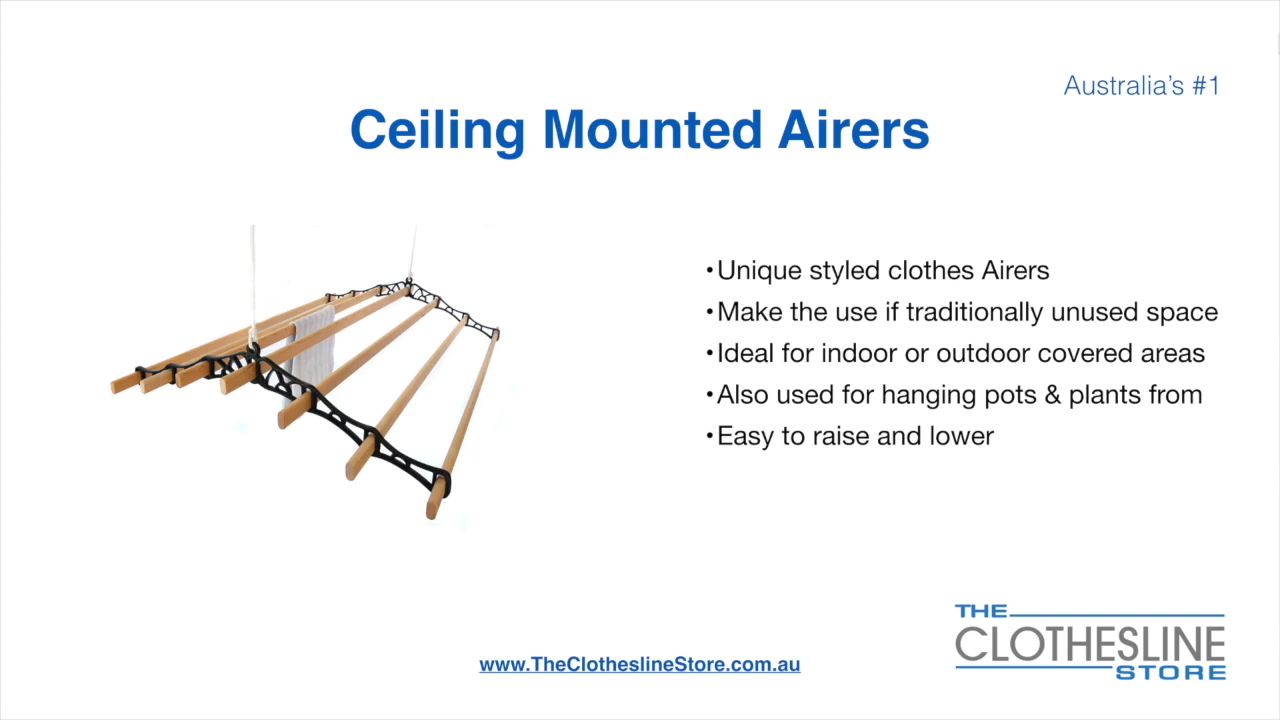 Australia's #1
Ceiling Mounted Airers
•Unique styled clothes Airers
•Make the use if traditionally unused space
•Ideal for indoor or outdoor covered areas
•Also used for hanging pots & plants from
•Easy to raise and lower
THE
CLOTHESLINE
STORE
www.TheClotheslineStore.com.au